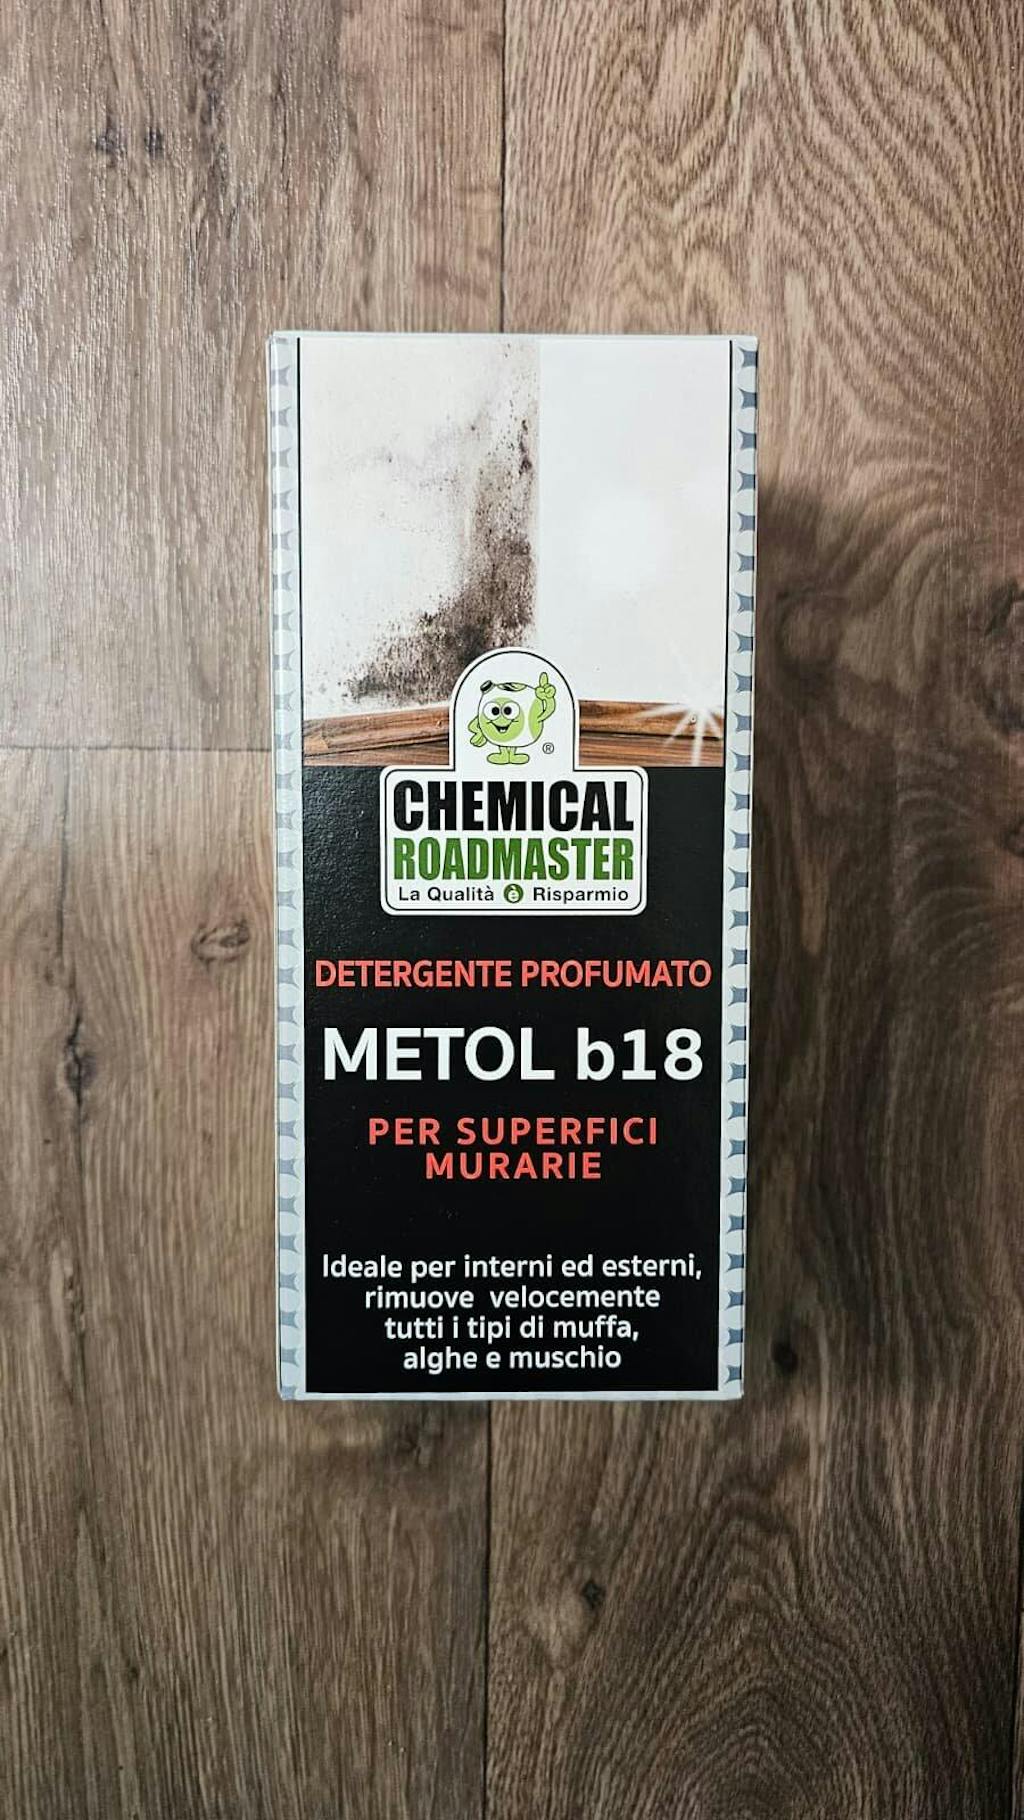 ®
CHEMICAL
ROADMASTER
La Qualità è Risparmio
DETERGENTE PROFUMATO
METOL b18
PER SUPERFICI
MURARIE
Ideale per interni ed esterni,
rimuove velocemente
tutti i tipi di muffa,
alghe e muschio